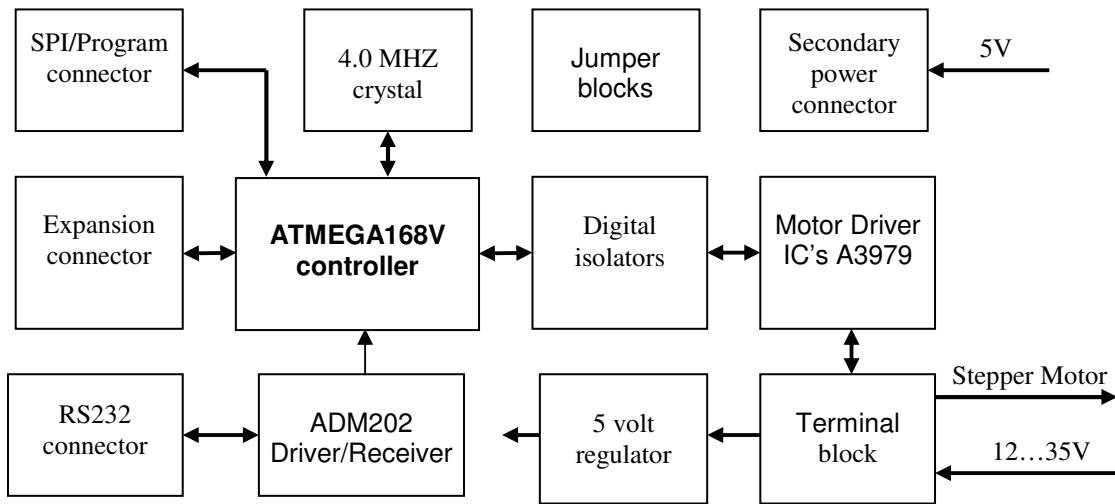 SPI/Program
connector
4.0 MHZ
crystal
Jumper
blocks
Secondary
power
connector
5V
Expansion
connector
ATMEGA168V
controller
Digital
isolators
Motor Driver
IC's A3979
RS232
connector
ADM202
Driver/Receiver
5 volt
regulator
Terminal
block
Stepper Motor
12…35V